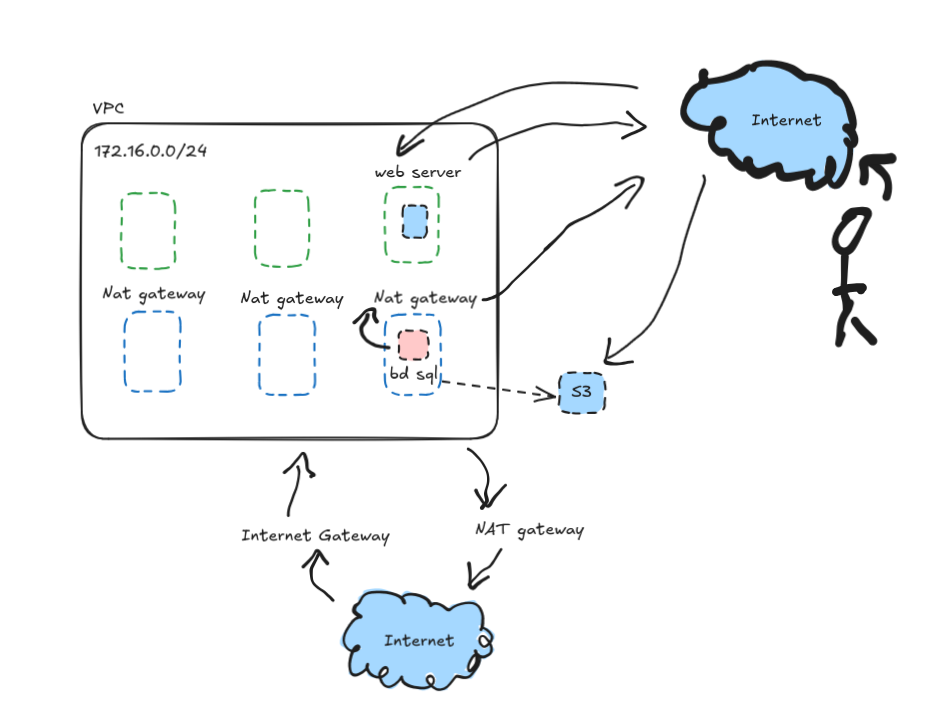 VPC
172.16.0.0/24
Internet
web server
Nat gateway
Nat gateway
Nat gateway
bd sql
S3
Internet Gateway
NAT gateway
Internet